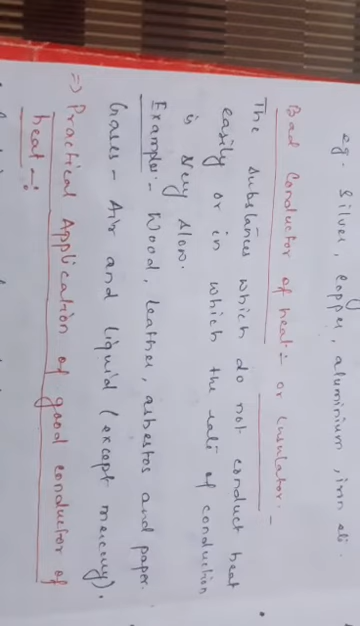 eg. Silver, copper, aluminium, iron etc.
Bad Conductor of heat :- or Insulator. -
The substances which do not conduct heat
easily or in which the rate of conduction
is very slow.
Example :- Wood, leather, asbestos and paper.
Gases - Air and liquid (except mercury).
⇒ Practical Application of good conductor of
heat -: